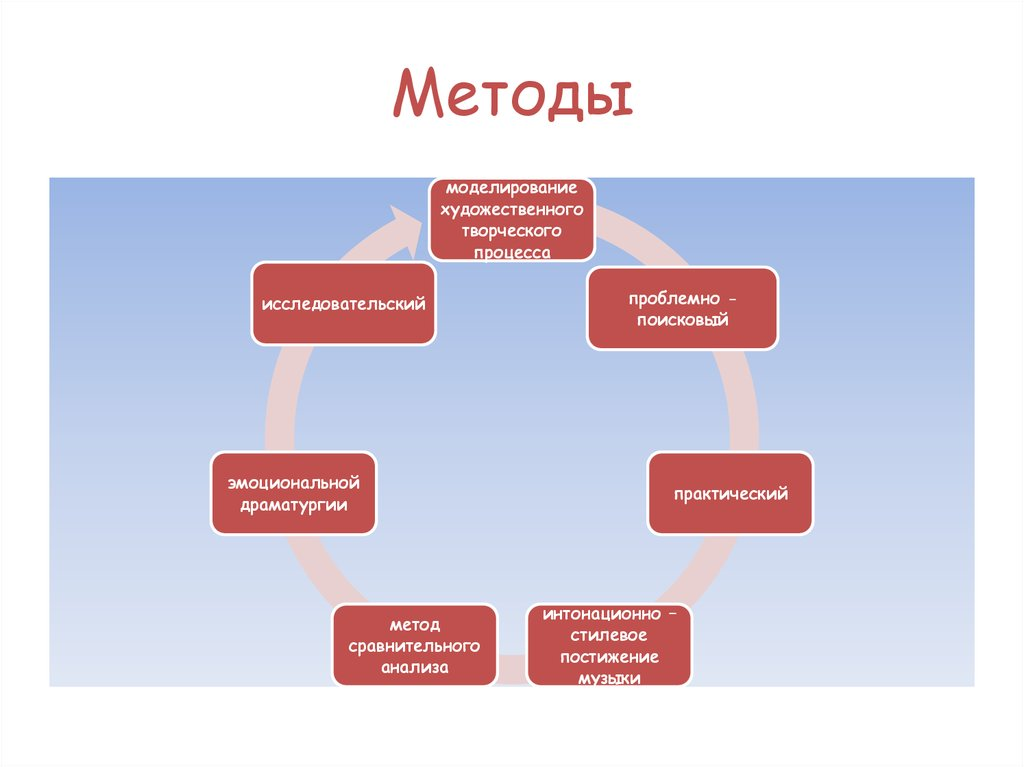 Методы
моделирование
художественного
творческого
процесса
проблемно -
поисковый
практический
интонационно –
стилевое
постижение
музыки
метод
сравнительного
анализа
эмоциональной
драматургии
исследовательский